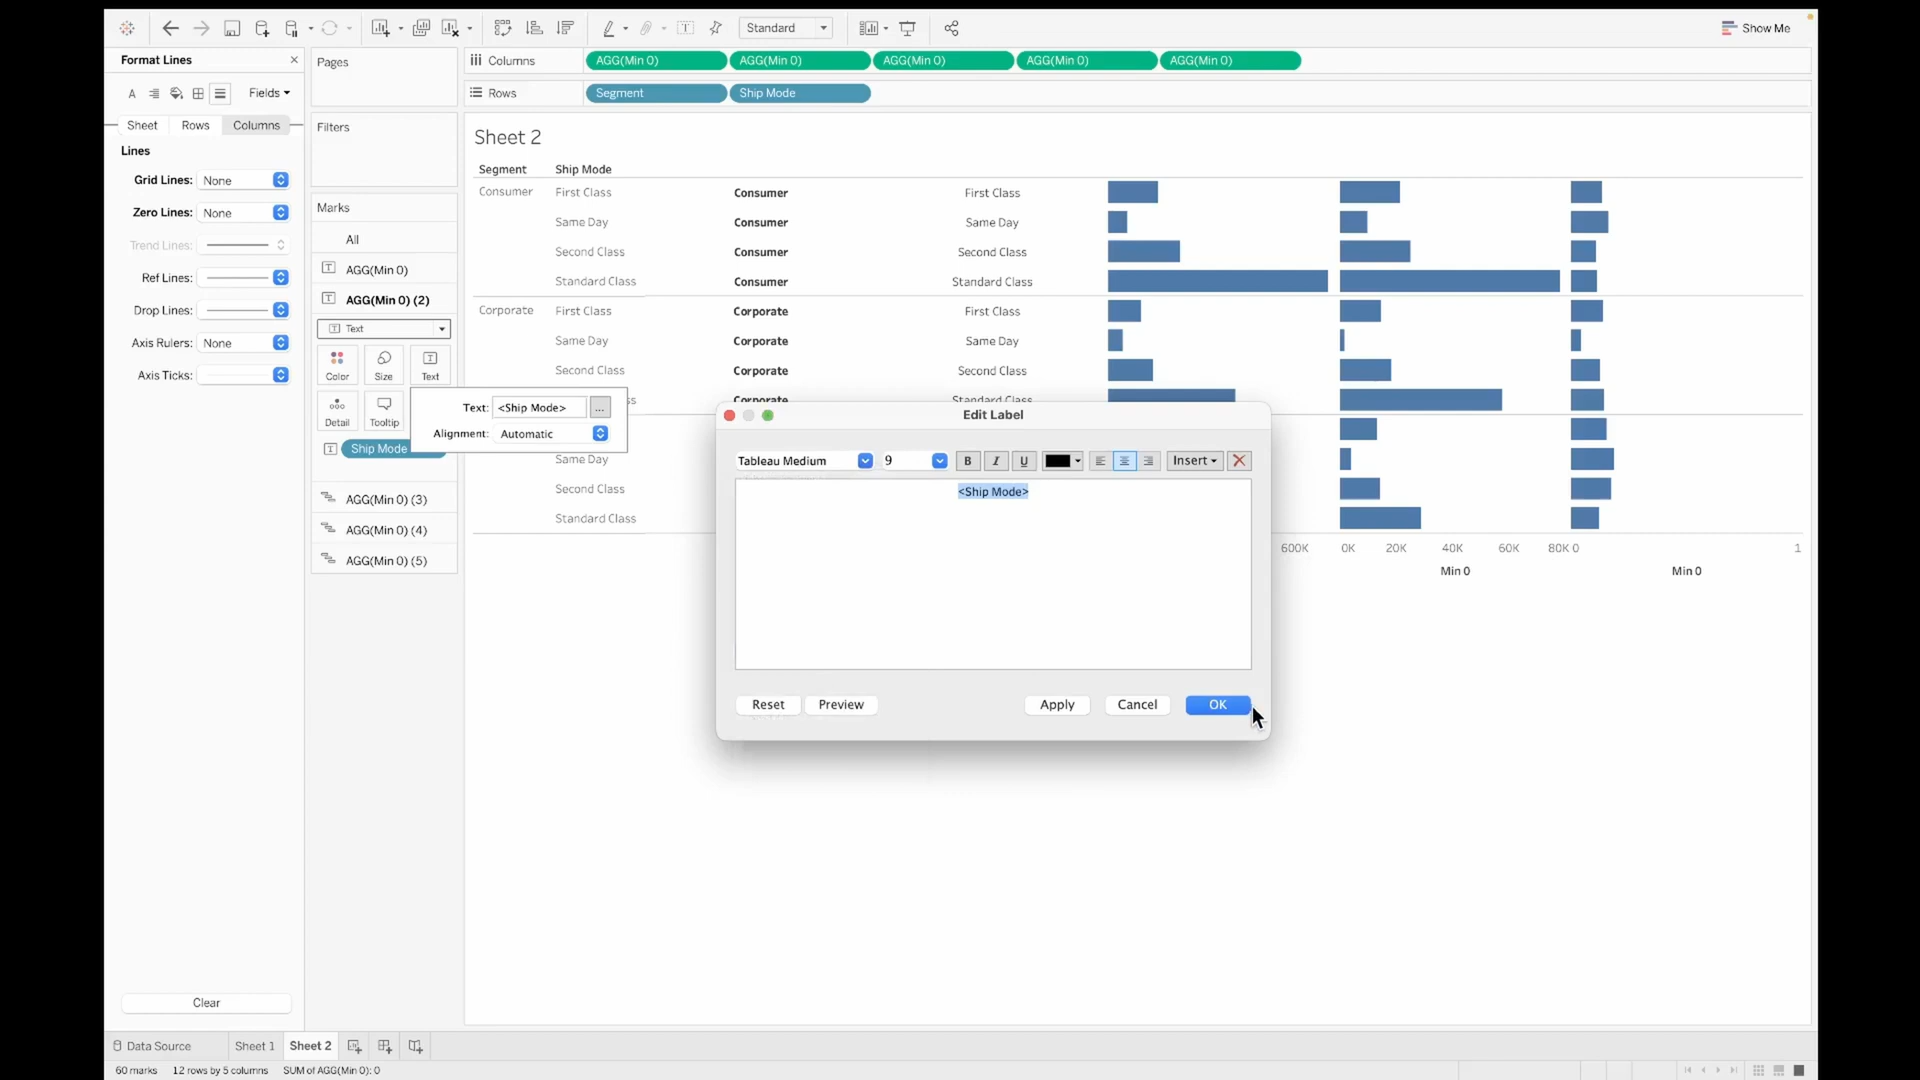 Standard
Show Me
Format Lines
Fields
Sheet Rows Columns
Lines
Grid Lines: None
Zero Lines: None
Trend Lines:
Ref Lines:
Drop Lines:
Axis Rulers: None
Axis Ticks:
Clear
Pages
Filters
Marks
All
AGG(Min 0)
AGG(Min 0) (2)
Text
Color Size Text
Detail Tooltip
Ship Mode
AGG(Min 0) (3)
AGG(Min 0) (4)
AGG(Min 0) (5)
Text: <Ship Mode> ...
Alignment: Automatic
Columns AGG(Min 0) AGG(Min 0) AGG(Min 0) AGG(Min 0) AGG(Min 0)
Rows Segment Ship Mode
Sheet 2
Segment Ship Mode
Consumer First Class Consumer First Class
Same Day Consumer Same Day
Second Class Consumer Second Class
Standard Class Consumer Standard Class
Corporate First Class Corporate First Class
Same Day Corporate Same Day
Second Class Corporate Second Class
Corporate Standard Class
Same Day
Second Class
Standard Class
600K 0K 20K 40K 60K 80K 0 1
Min 0 Min 0
Edit Label
Tableau Medium 9 B I U Insert
<Ship Mode>
Reset Preview Apply Cancel OK
Data Source Sheet 1 Sheet 2
60 marks 12 rows by 5 columns SUM of AGG(Min 0): 0